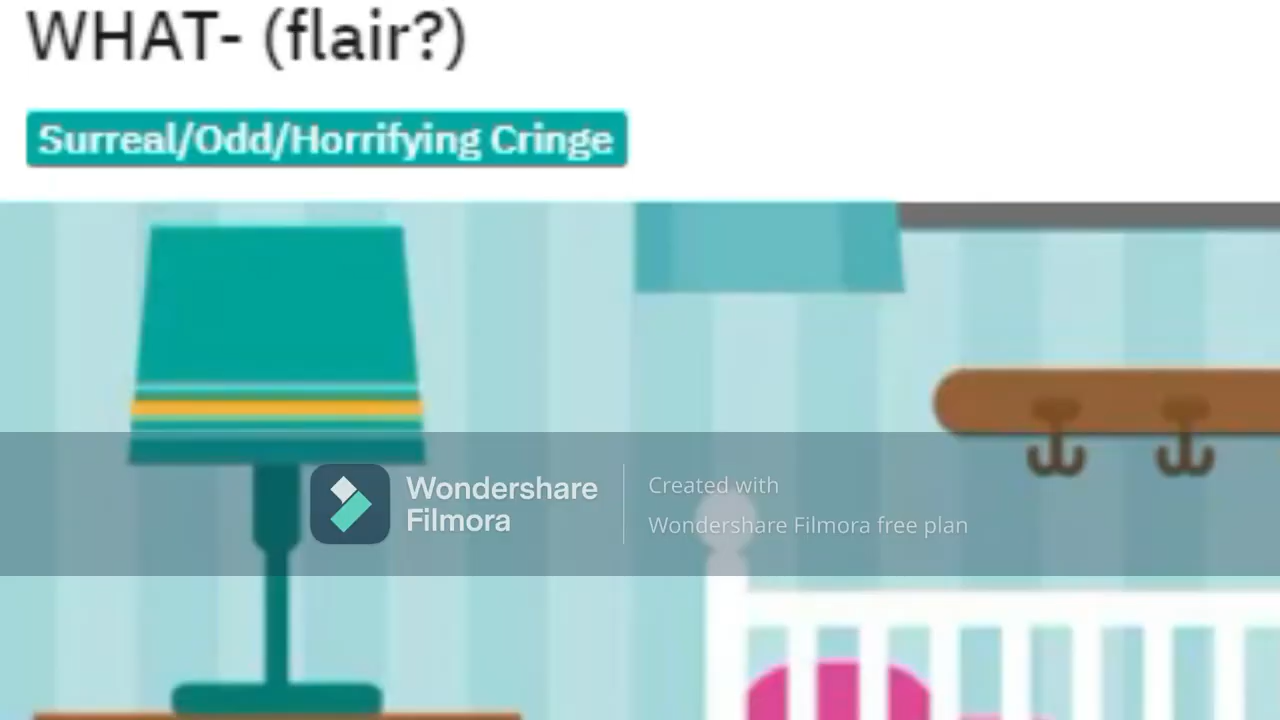 WHAT- (flair?)
Surreal/Odd/Horrifying Cringe
Wondershare
Filmora
Created with
Wondershare Filmora free plan